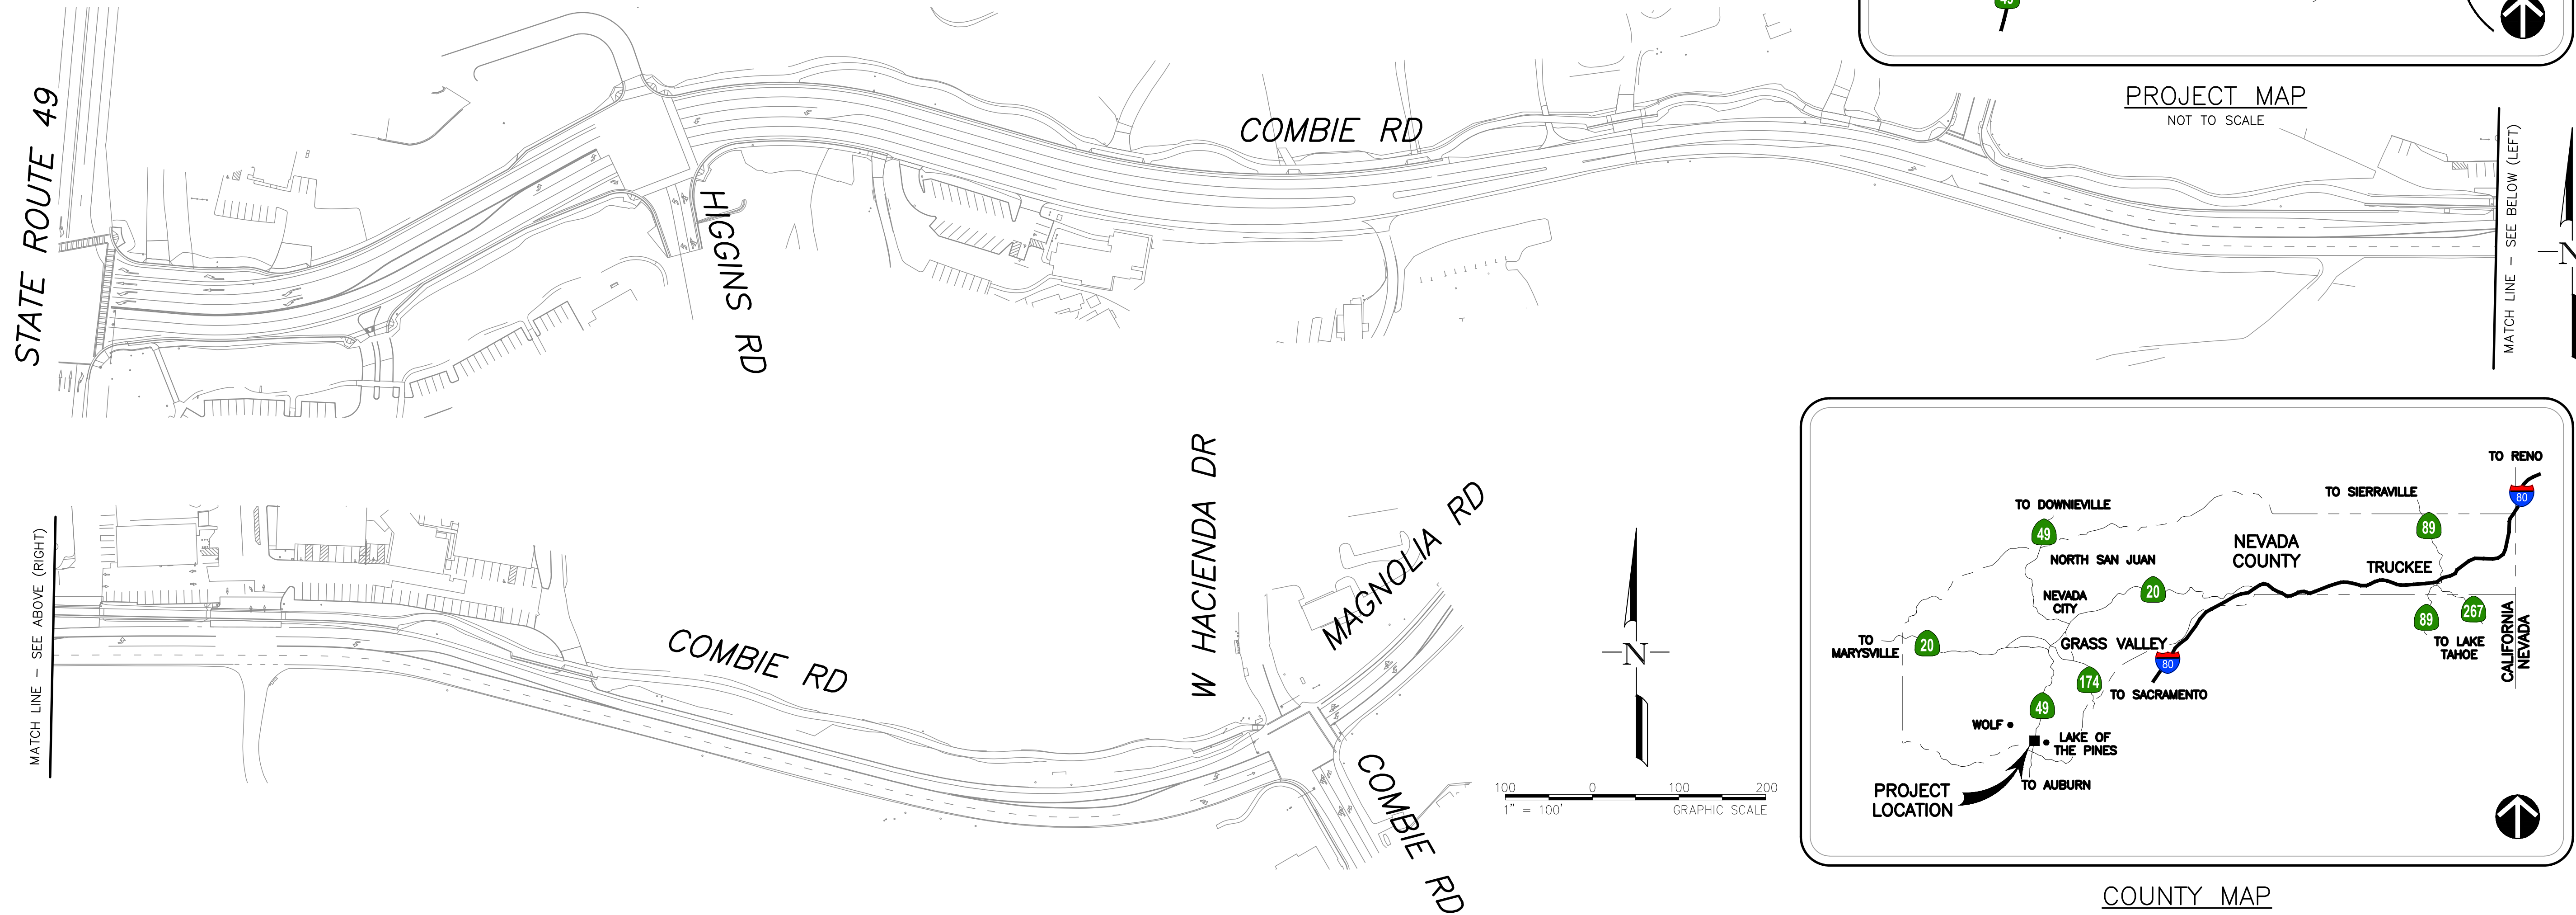 49
PROJECT MAP
NOT TO SCALE
STATE ROUTE 49
HIGGINS RD
COMBIE RD
MATCH LINE - SEE BELOW (LEFT)
N
MATCH LINE - SEE ABOVE (RIGHT)
COMBIE RD
W HACIENDA DR
MAGNOLIA RD
COMBIE RD
N
100 0 100 200
1" = 100' GRAPHIC SCALE
TO RENO
80
TO SIERRAVILLE
89
TO DOWNIEVILLE
49
NORTH SAN JUAN
NEVADA
COUNTY
TRUCKEE
NEVADA
CITY
20
89
267
TO LAKE
TAHOE
CALIFORNIA
NEVADA
TO
MARYSVILLE
20
GRASS VALLEY
80
174
TO SACRAMENTO
49
WOLF
LAKE OF
THE PINES
TO AUBURN
PROJECT
LOCATION
COUNTY MAP